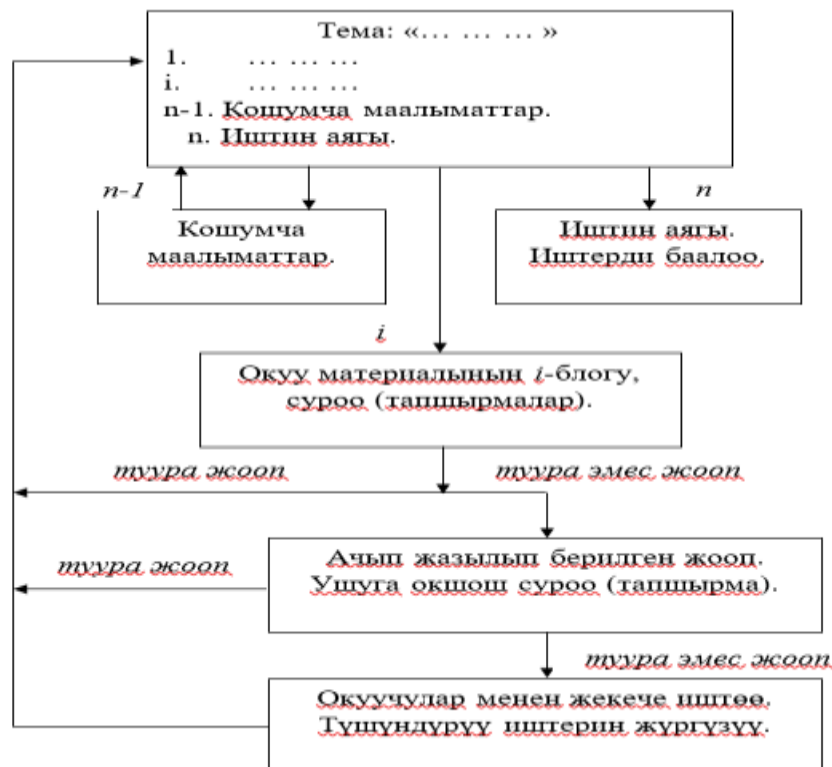 Тема: «… … … »
1. … … …
i. … … …
n-1. Кошумча маалыматтар.
n. Иштин аягы.
n-1
n
Кошумча
маалыматтар.
Иштин аягы.
Иштерди баалоо.
i
Окуу материалынын i-блогу,
суроо (тапшырмалар).
туура жооп
туура эмес жооп
Ачып жазылып берилген жооп.
Ушуга окшош суроо (тапшырма).
туура жооп
туура эмес жооп
Окуучулар менен жекече иштөө.
Түшүндүрүү иштерин жүргүзүү.